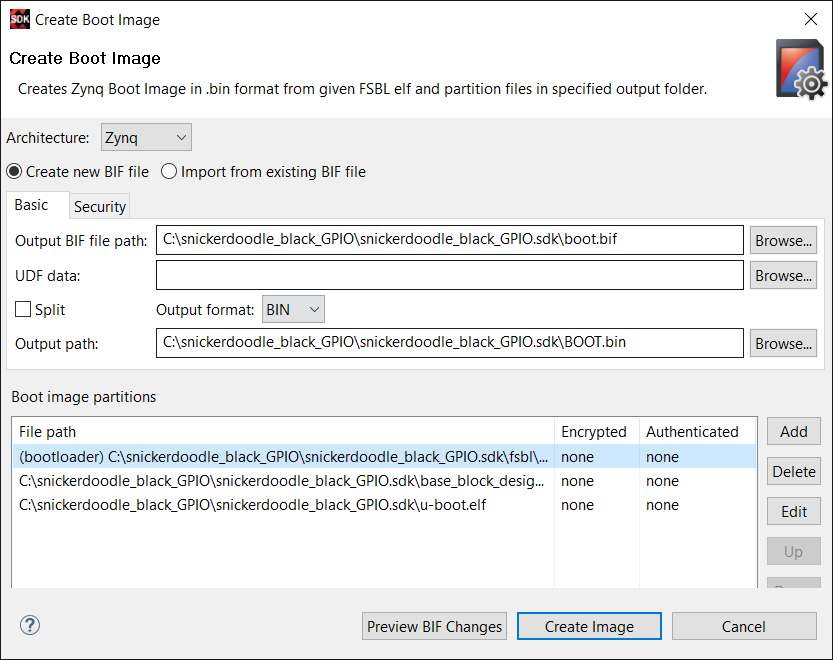 SDK Create Boot Image
Create Boot Image
Creates Zynq Boot Image in .bin format from given FSBL elf and partition files in specified output folder.
Architecture: Zynq
Create new BIF file Import from existing BIF file
Basic Security
Output BIF file path: C:\snickerdoodle_black_GPIO\snickerdoodle_black_GPIO.sdk\boot.bif Browse...
UDF data: Browse...
Split Output format: BIN
Output path: C:\snickerdoodle_black_GPIO\snickerdoodle_black_GPIO.sdk\BOOT.bin Browse...
Boot image partitions
File path Encrypted Authenticated Add
(bootloader) C:\snickerdoodle_black_GPIO\snickerdoodle_black_GPIO.sdk\fsbl\... none none
C:\snickerdoodle_black_GPIO\snickerdoodle_black_GPIO.sdk\base_block_desig... none none Delete
C:\snickerdoodle_black_GPIO\snickerdoodle_black_GPIO.sdk\u-boot.elf none none Edit
Up
? Preview BIF Changes Create Image Cancel